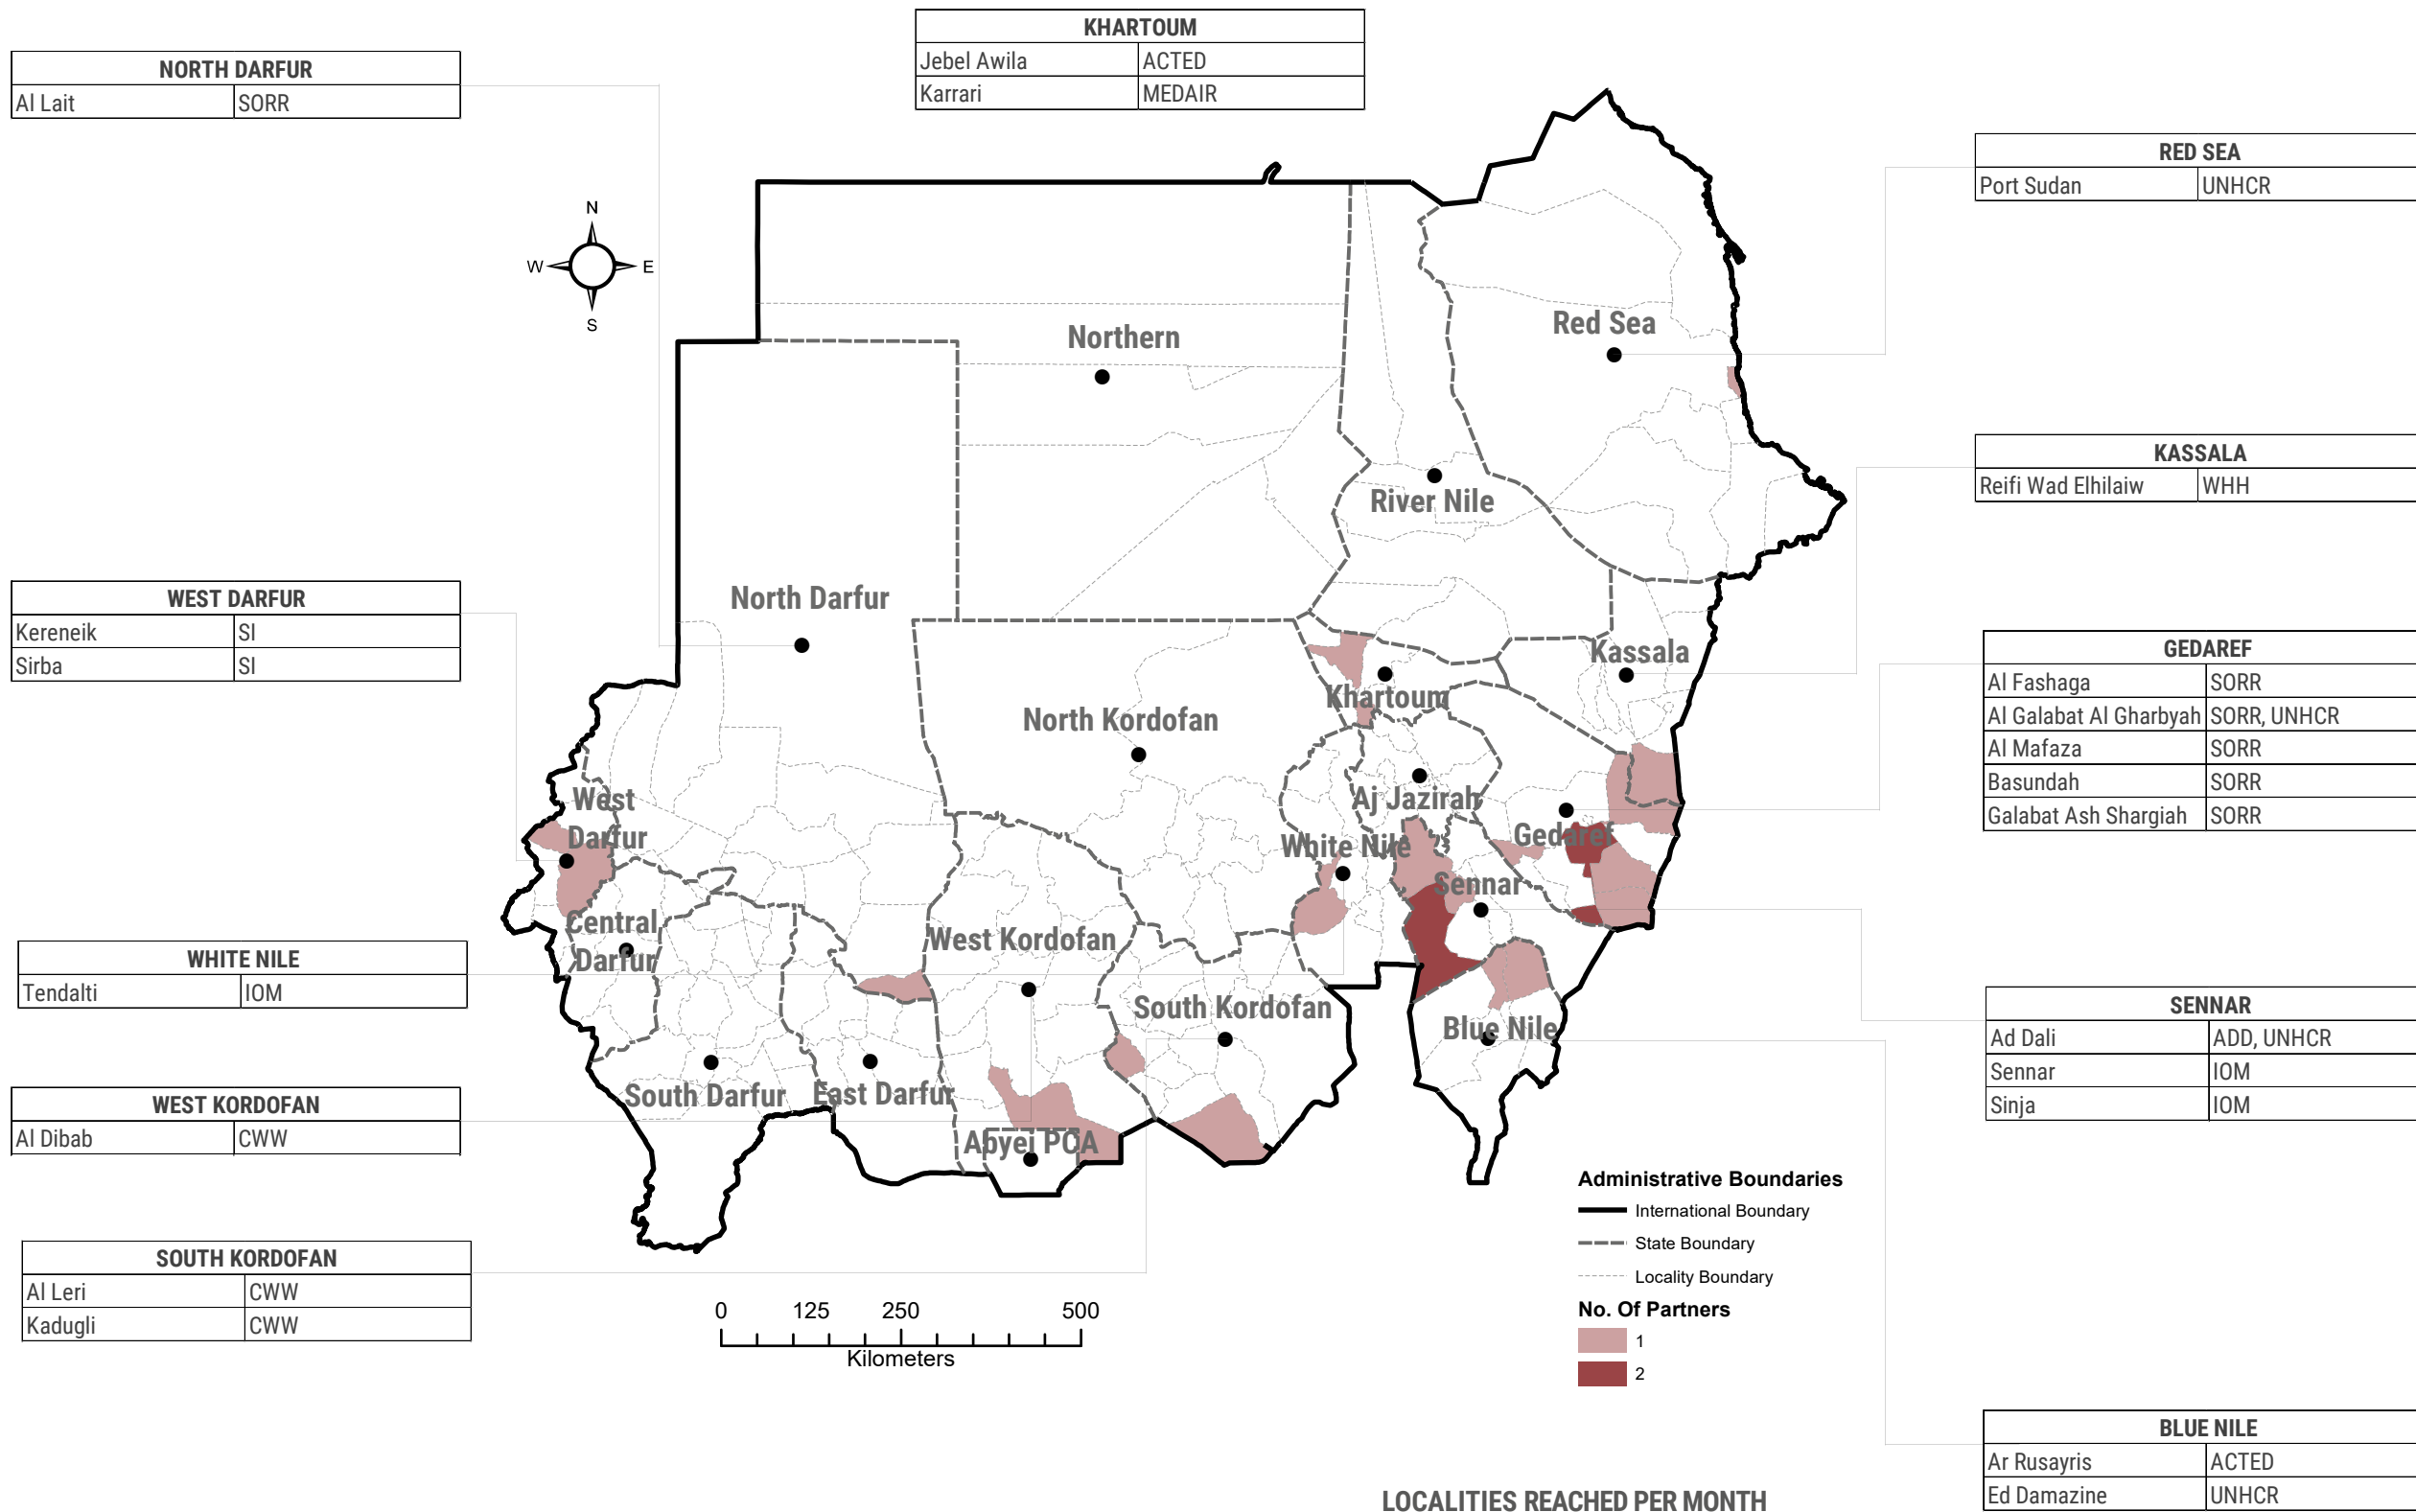 KHARTOUM
Jebel Awila ACTED
Karrari MEDAIR
NORTH DARFUR
Al Lait SORR
RED SEA
Port Sudan UNHCR
N
W E
S
Northern
Red Sea
KASSALA
Reifi Wad Elhilaiw WHH
River Nile
WEST DARFUR
Kereneik SI
Sirba SI
North Darfur
GEDAREF
Al Fashaga SORR
Al Galabat Al Gharbyah SORR, UNHCR
Al Mafaza SORR
Basundah SORR
Galabat Ash Shargiah SORR
Kassala
Khartoum
North Kordofan
West
Darfur
Aj Jazirah
White Nile
Gedaref
Sennar
Central
Darfur
West Kordofan
WHITE NILE
Tendalti IOM
South Kordofan
Blue Nile
SENNAR
Ad Dali ADD, UNHCR
Sennar IOM
Sinja IOM
South Darfur
East Darfur
WEST KORDOFAN
Al Dibab CWW
Abyei PCA
SOUTH KORDOFAN
Al Leri CWW
Kadugli CWW
0 125 250 500
Kilometers
Administrative Boundaries
International Boundary
State Boundary
Locality Boundary
No. Of Partners
1
2
BLUE NILE
Ar Rusayris ACTED
Ed Damazine UNHCR
LOCALITIES REACHED PER MONTH